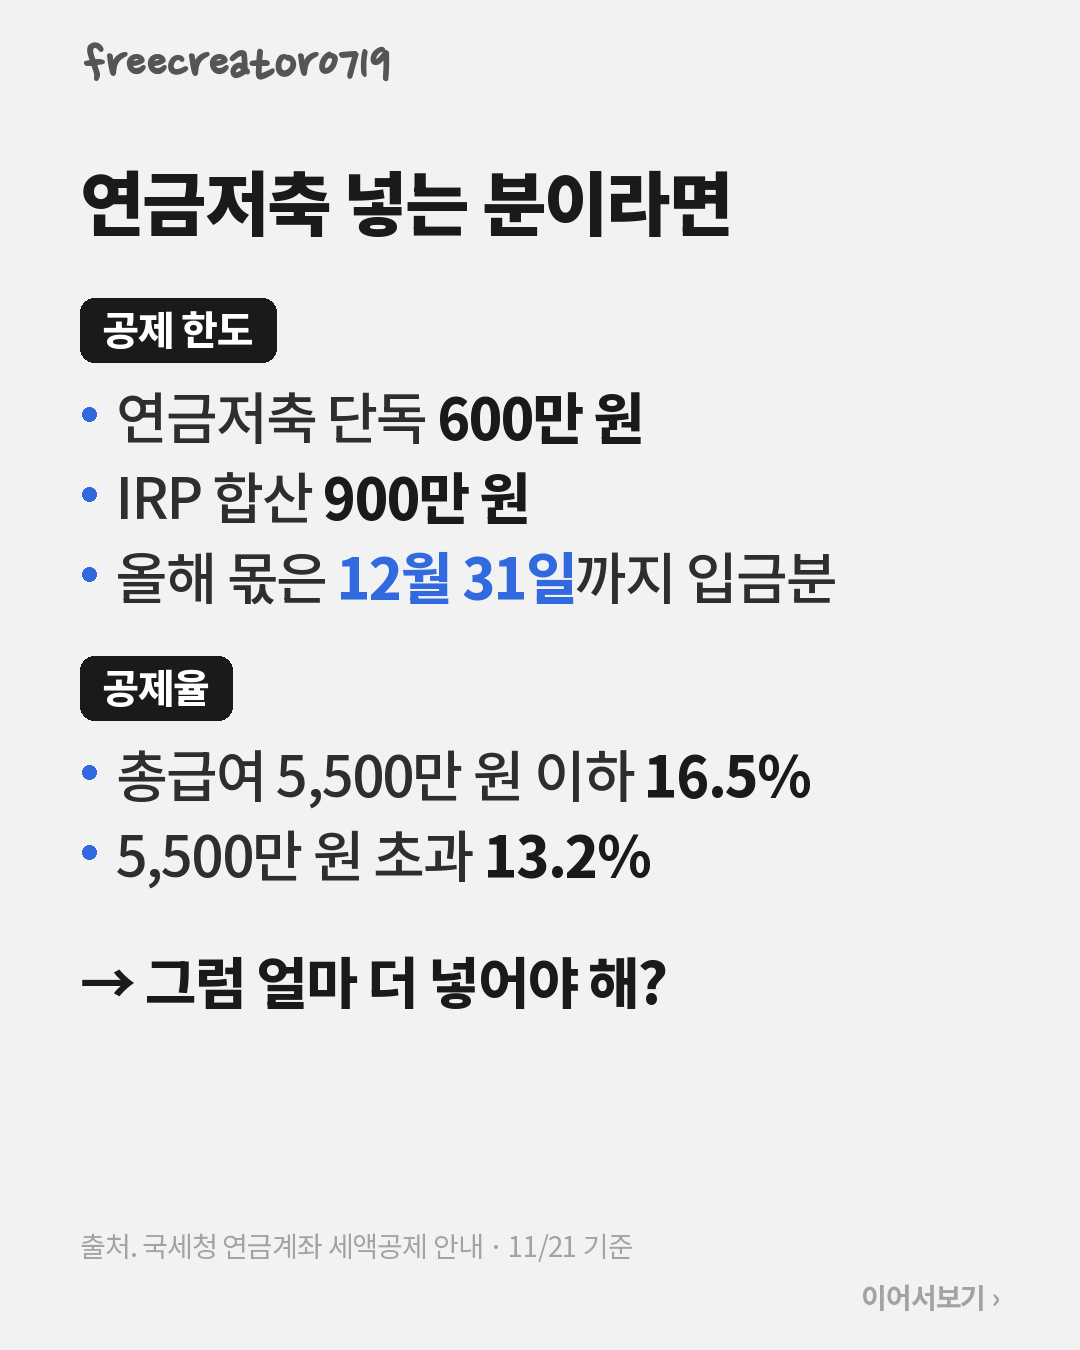 freecreator0719
연금저축 넣는 분이라면
공제 한도
• 연금저축 단독 600만 원
• IRP 합산 900만 원
• 올해 몫은 12월 31일까지 입금분
공제율
• 총급여 5,500만 원 이하 16.5%
• 5,500만 원 초과 13.2%
→ 그럼 얼마 더 넣어야 해?
출처. 국세청 연금계좌 세액공제 안내 · 11/21 기준
이어서보기 ›